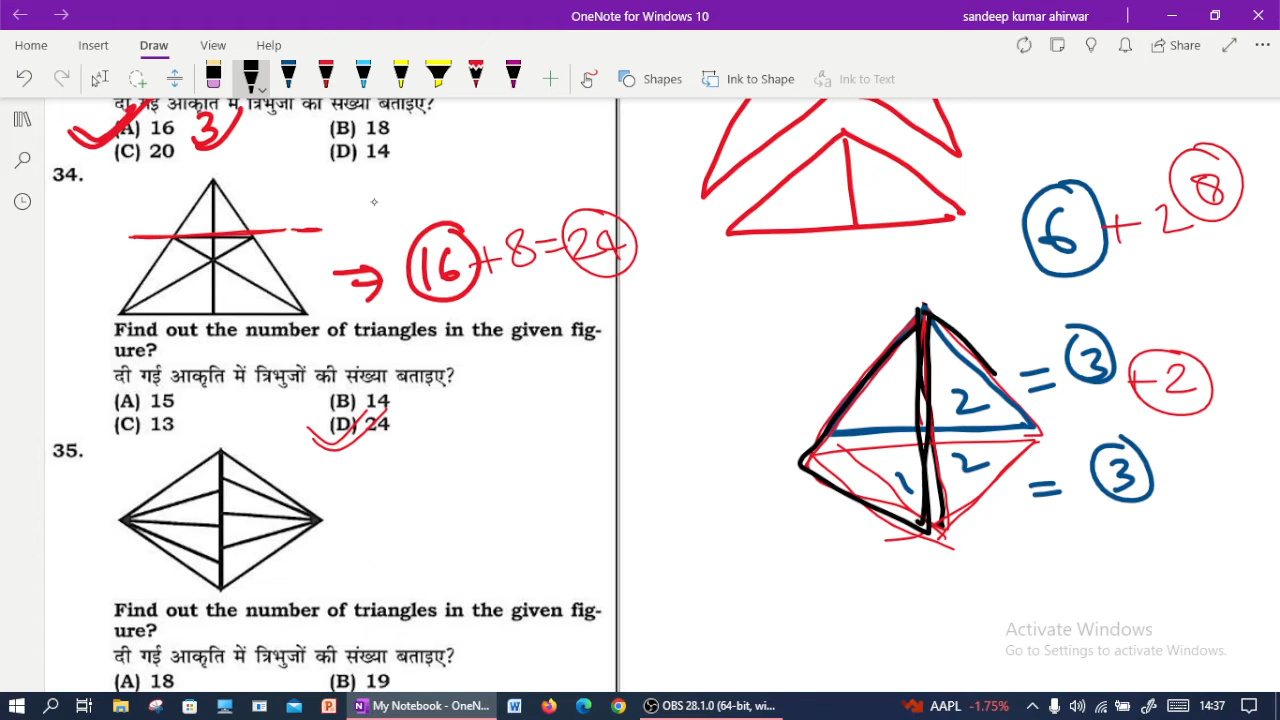 OneNote for Windows 10
sandeep kumar ahirwar
Home Insert Draw View Help
Share
Shapes
Ink to Shape
Ink to Text
दी गई आकृति में त्रिभुजों की संख्या बताइए?
(A) 16 (B) 18
3
(C) 20 (D) 14
34.
16 + 8 = 24
Find out the number of triangles in the given fig-
ure?
दी गई आकृति में त्रिभुजों की संख्या बताइए?
(A) 15 (B) 14
(C) 13 (D) 24
35.
Find out the number of triangles in the given fig-
ure?
दी गई आकृति में त्रिभुजों की संख्या बताइए?
(A) 18 (B) 19
6 + 2 8
2 = 3 + 2
1 2 = 3
Activate Windows
Go to Settings to activate Windows.
My Notebook - OneN...
OBS 28.1.0 (64-bit, wi...
AAPL -1.75%
14:37